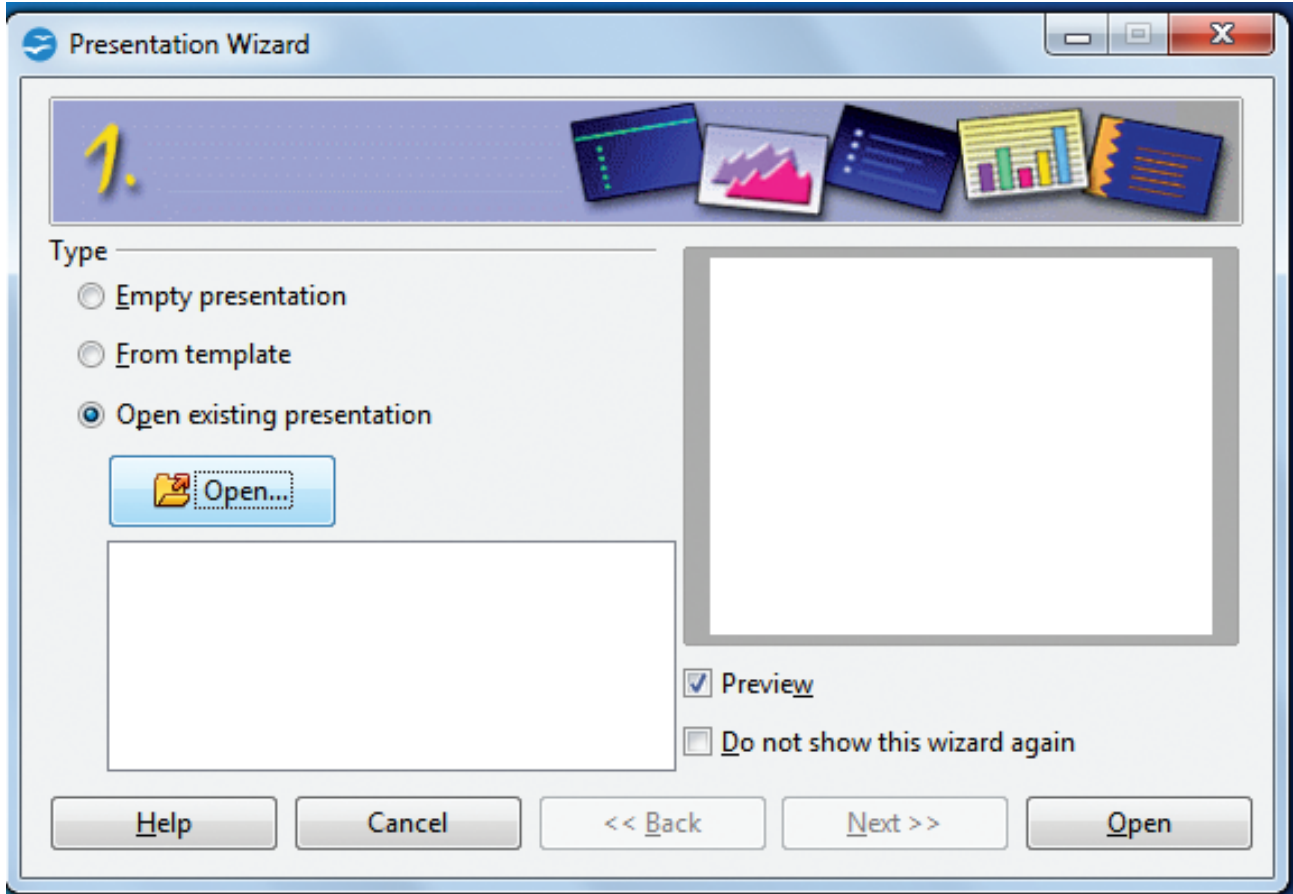 Presentation Wizard
1.
Type
Empty presentation
From template
Open existing presentation
Open...
Preview
Do not show this wizard again
Help
Cancel
<< Back
Next >>
Open